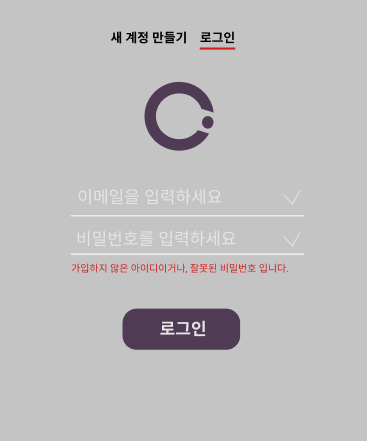 새 계정 만들기 로그인
이메일을 입력하세요
비밀번호를 입력하세요
가입하지 않은 아이디이거나, 잘못된 비밀번호 입니다.
로그인